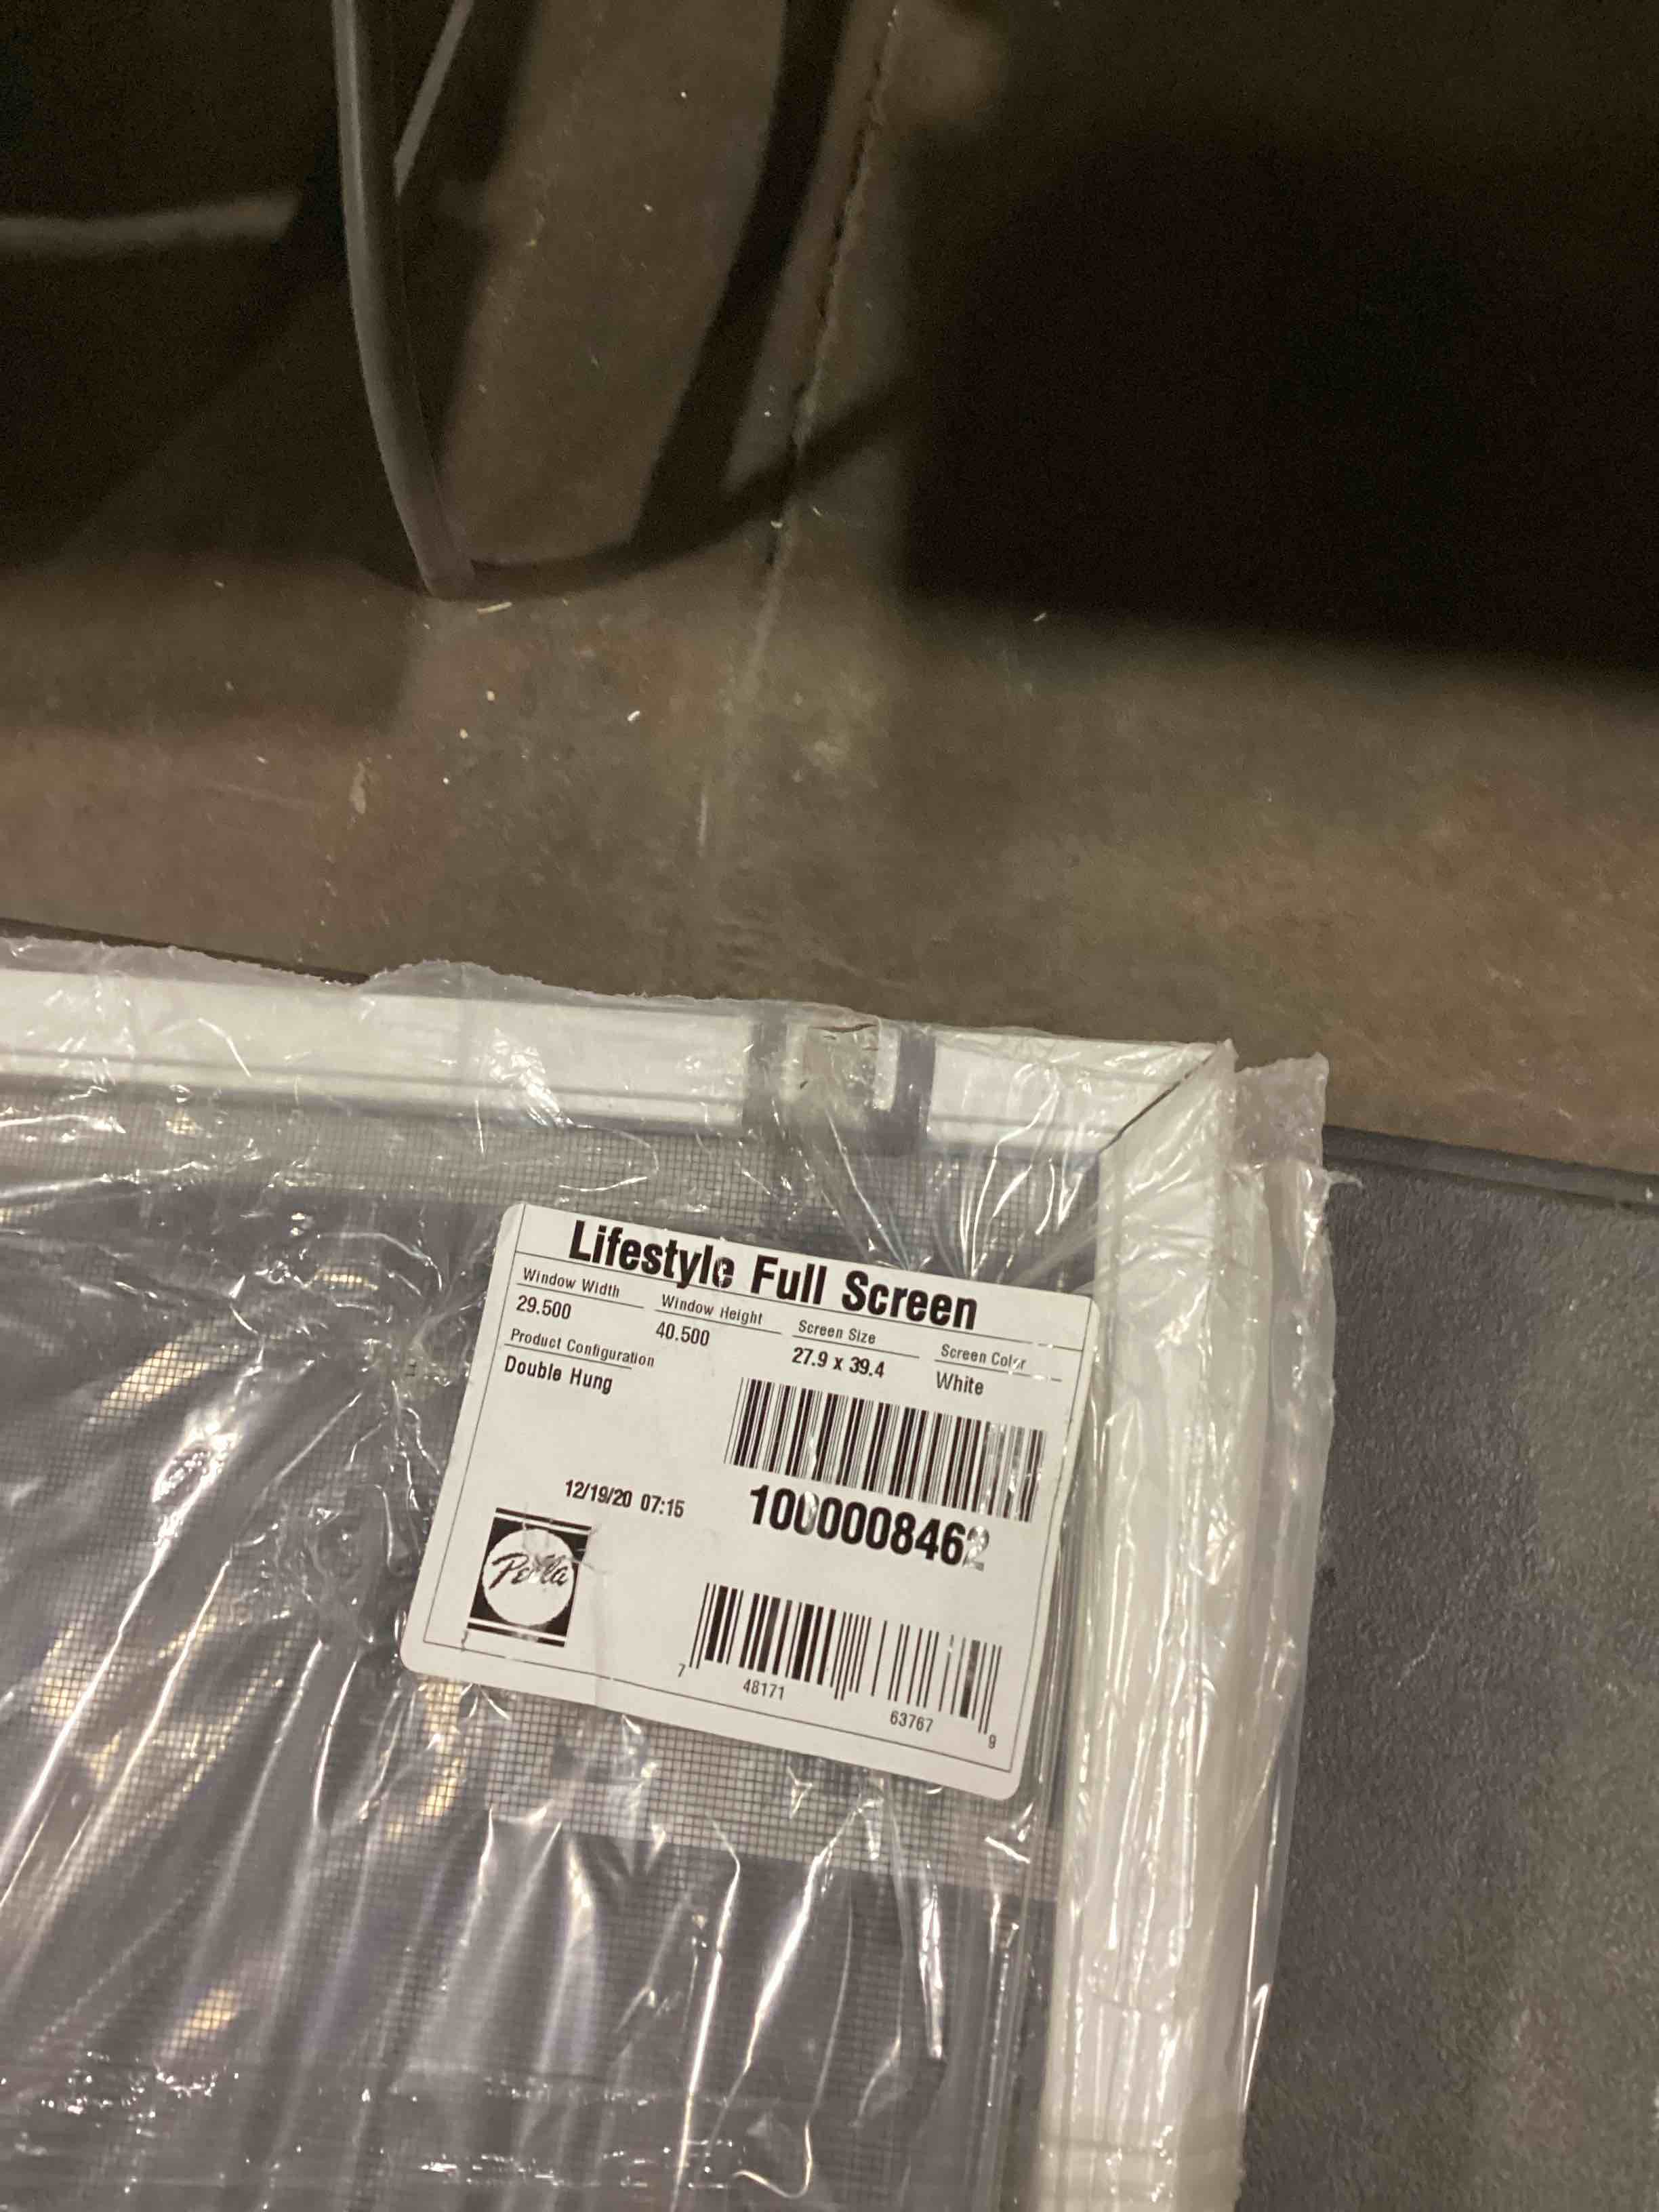 Lifestyle Full Screen
Window Width Window Height Screen Size Screen Color
29.500 40.500 27.9 x 39.4 White
Product Configuration
Double Hung
12/19/20 07:15
1000008462
Pella
7 48171 63767 9